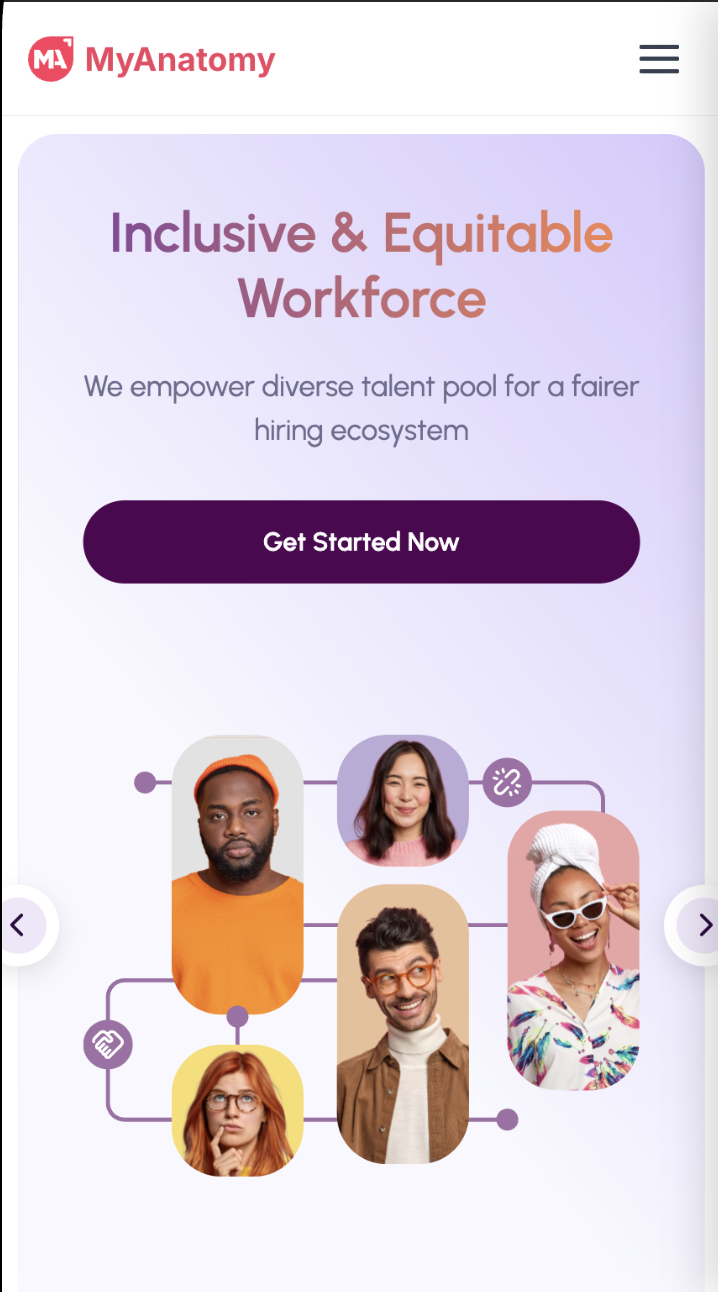 MA MyAnatomy
Inclusive & Equitable
Workforce
We empower diverse talent pool for a fairer
hiring ecosystem
Get Started Now